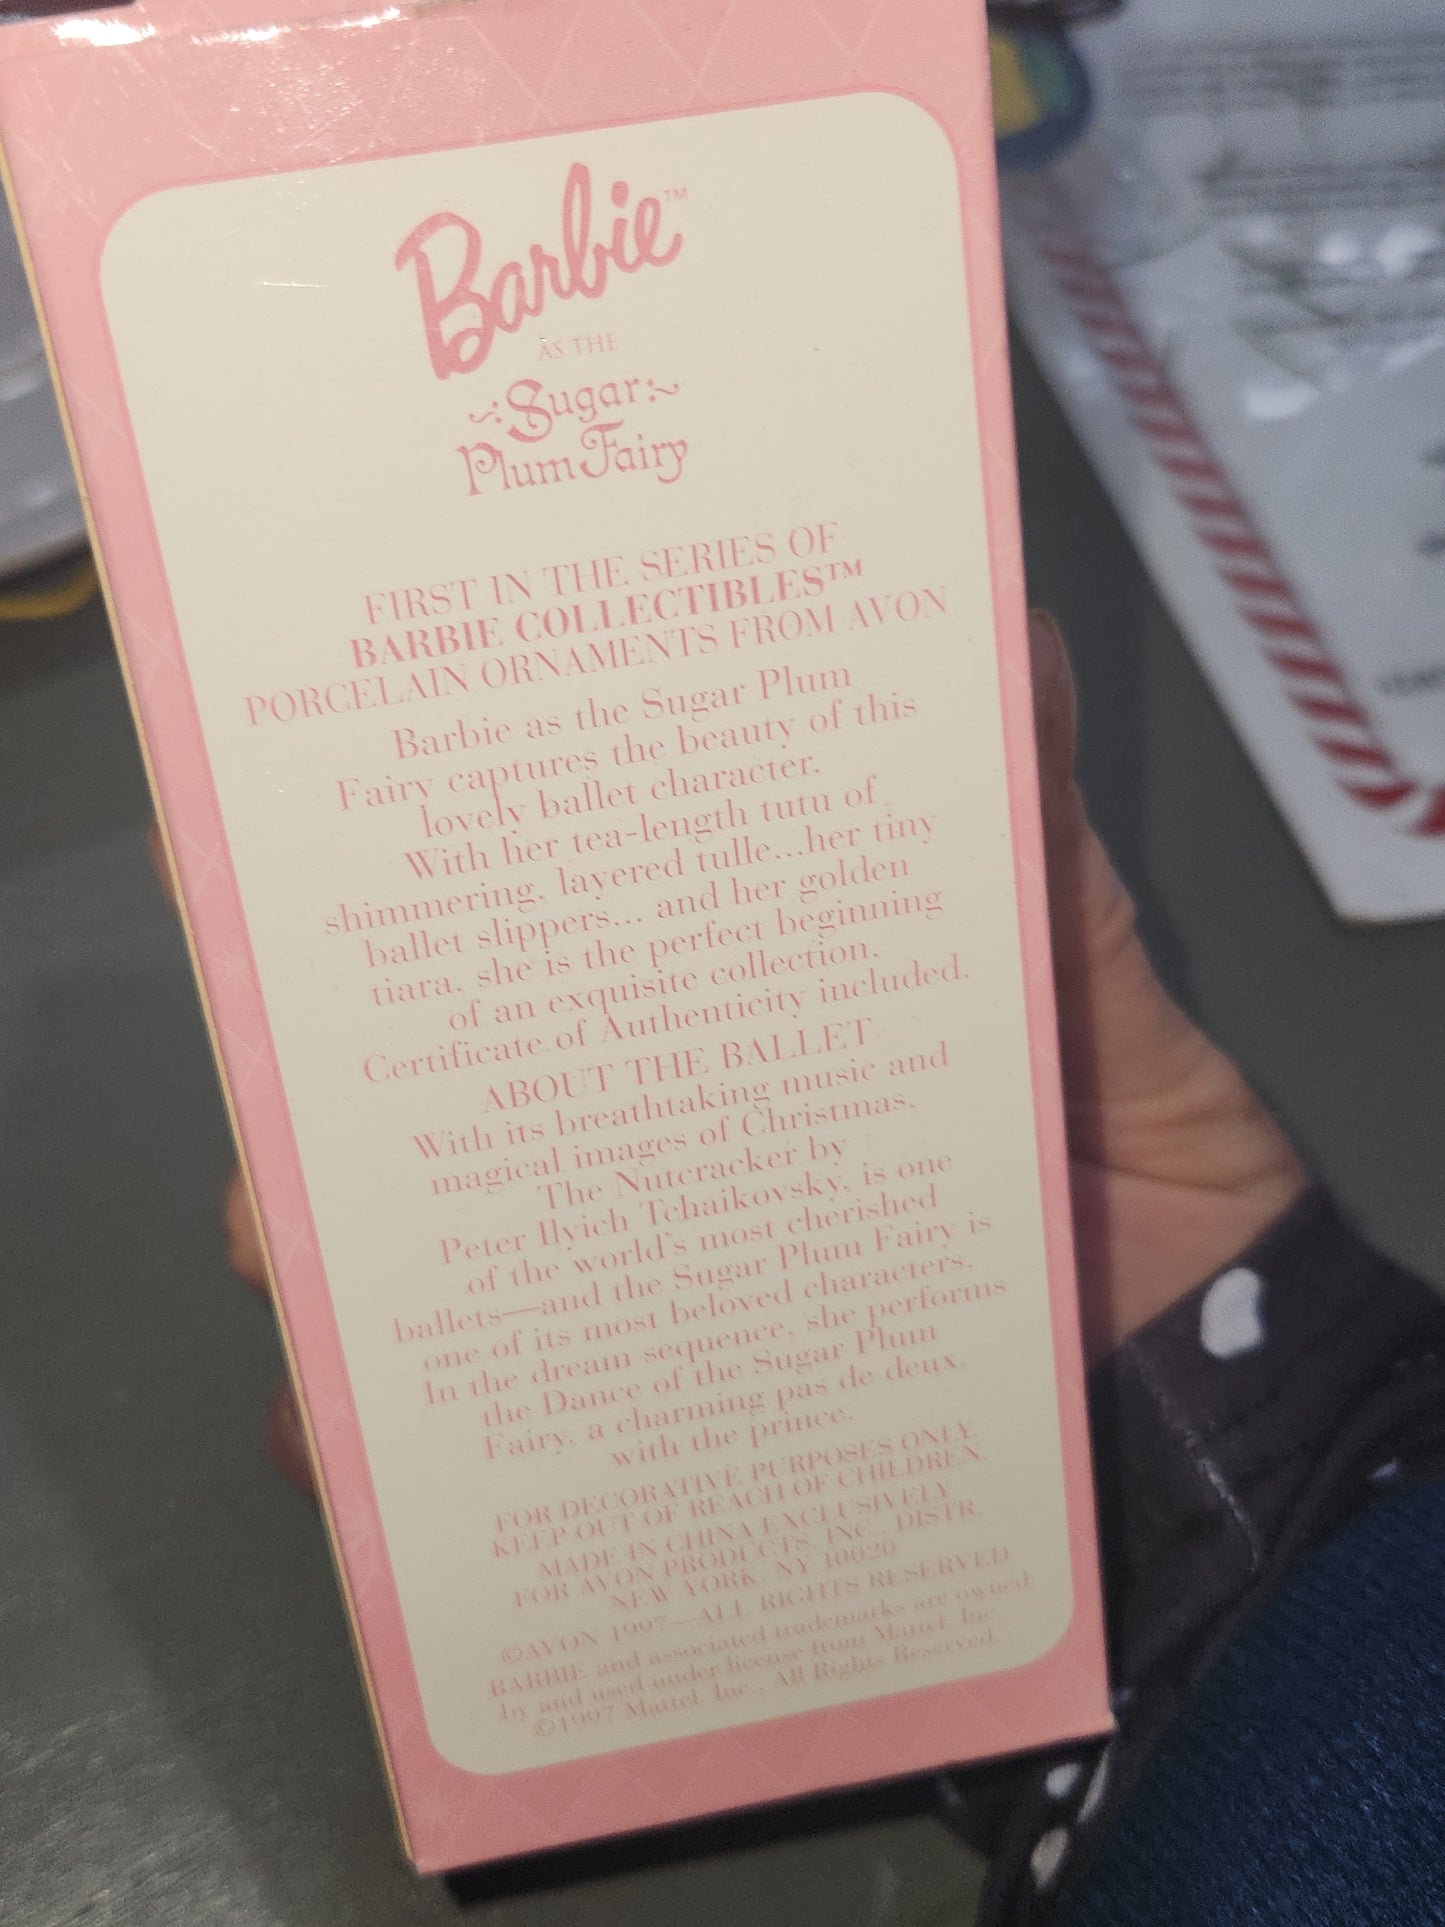 Barbie™
AS THE
Sugar
Plum Fairy
FIRST IN THE SERIES OF
BARBIE COLLECTIBLES™
PORCELAIN ORNAMENTS FROM AVON
Barbie as the Sugar Plum
Fairy captures the beauty of this
lovely ballet character.
With her tea-length tutu of
shimmering, layered tulle...her tiny
ballet slippers... and her golden
tiara, she is the perfect beginning
of an exquisite collection.
Certificate of Authenticity included.
ABOUT THE BALLET
With its breathtaking music and
magical images of Christmas,
The Nutcracker by
Peter Ilyich Tchaikovsky, is one
of the world's most cherished
ballets—and the Sugar Plum Fairy is
one of its most beloved characters.
In the dream sequence, she performs
the Dance of the Sugar Plum
Fairy, a charming pas de deux,
with the prince.
FOR DECORATIVE PURPOSES ONLY.
KEEP OUT OF REACH OF CHILDREN.
MADE IN CHINA EXCLUSIVELY
FOR AVON PRODUCTS, INC., DISTR.
NEW YORK, NY 10020
©AVON 1997—ALL RIGHTS RESERVED
BARBIE and associated trademarks are owned
by and used under license from Mattel, Inc.
©1997 Mattel, Inc., All Rights Reserved.